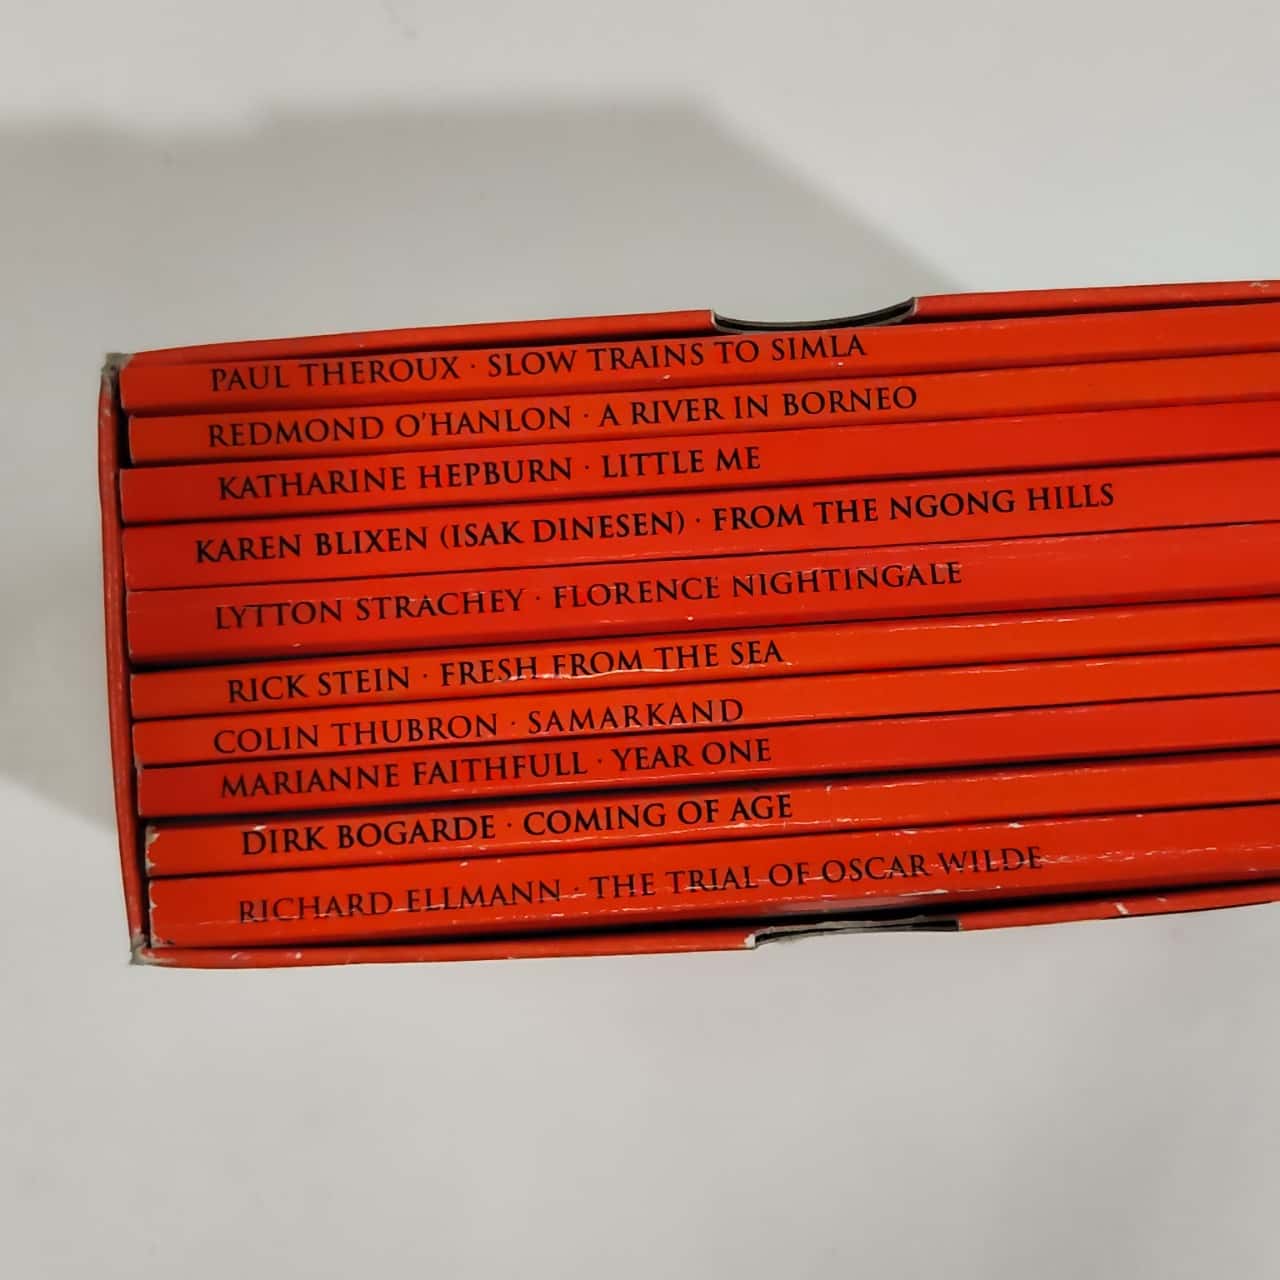 PAUL THEROUX · SLOW TRAINS TO SIMLA
REDMOND O'HANLON · A RIVER IN BORNEO
KATHARINE HEPBURN · LITTLE ME
KAREN BLIXEN (ISAK DINESEN) · FROM THE NGONG HILLS
LYTTON STRACHEY · FLORENCE NIGHTINGALE
RICK STEIN · FRESH FROM THE SEA
COLIN THUBRON · SAMARKAND
MARIANNE FAITHFULL · YEAR ONE
DIRK BOGARDE · COMING OF AGE
RICHARD ELLMANN · THE TRIAL OF OSCAR WILDE